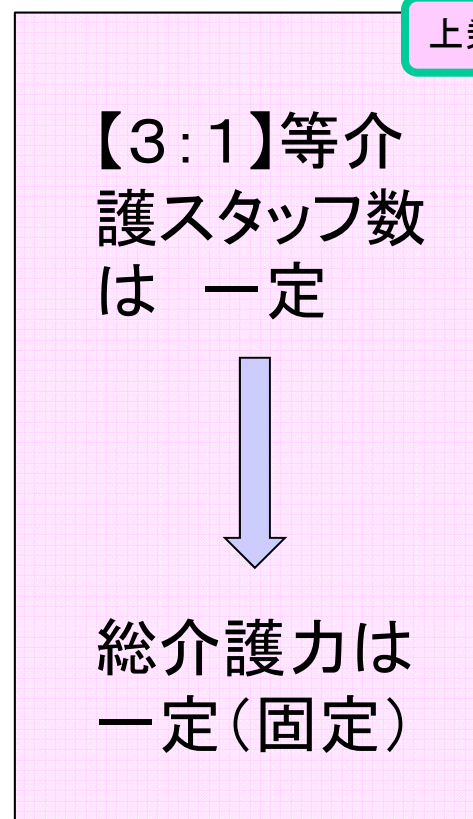 上
【3:1】等介
護スタッフ数
は 一定
総介護力は
一定(固定)